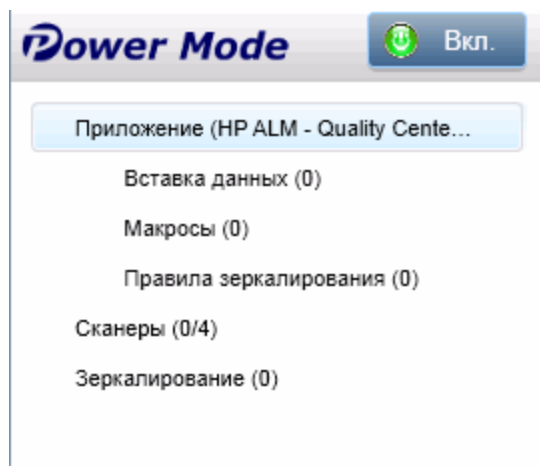 Power Mode
Вкл.
Приложение (HP ALM - Quality Cente...
Вставка данных (0)
Макросы (0)
Правила зеркалирования (0)
Сканеры (0/4)
Зеркалирование (0)